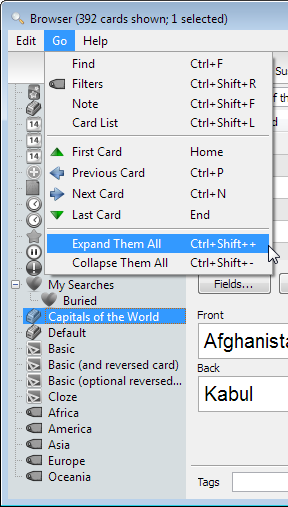 Browser (392 cards shown; 1 selected)
Edit Go Help
Find Ctrl+F
Filters Ctrl+Shift+R
Note Ctrl+Shift+F
Card List Ctrl+Shift+L
First Card Home
Previous Card Ctrl+P
Next Card Ctrl+N
Last Card End
Expand Them All Ctrl+Shift++
Collapse Them All Ctrl+Shift+-
Su
of the
d
14
14
14
My Searches
Buried
Capitals of the World
Default
Basic
Basic (and reversed card)
Basic (optional reversed...
Cloze
Africa
America
Asia
Europe
Oceania
Fields...
Front
Afghanista
Back
Kabul
Tags